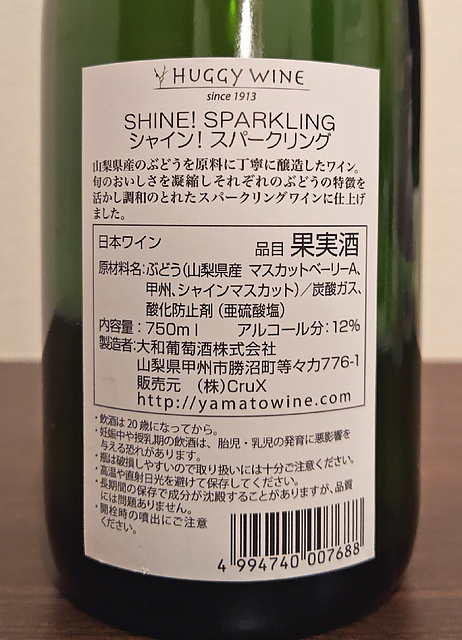 HUGGY WINE
since 1913
SHINE! SPARKLING
シャイン! スパークリング
山梨県産のぶどうを原料に丁寧に醸造したワイン。
旬のおいしさを凝縮しそれぞれのぶどうの特徴を
活かし調和のとれたスパークリングワインに仕上げ
ました。
日本ワイン 品目 果実酒
原材料名:ぶどう(山梨県産 マスカットベーリーA、
甲州、シャインマスカット)/炭酸ガス、
酸化防止剤(亜硫酸塩)
内容量:750ml アルコール分:12%
製造者:大和葡萄酒株式会社
山梨県甲州市勝沼町等々力776-1
販売元 (株)CruX
http://yamatowine.com
・飲酒は20歳になってから。
・妊娠中や授乳期の飲酒は、胎児・乳児の発育に悪影響を
与える恐れがあります。
・瓶は破損しやすいので取り扱いには十分ご注意ください。
・高温や直射日光を避けて保存してください。
・長期間の保存で成分が沈殿することがありますが、品質
には問題ありません。
・開栓時の噴出にご注意
ください。
4 994740 007688